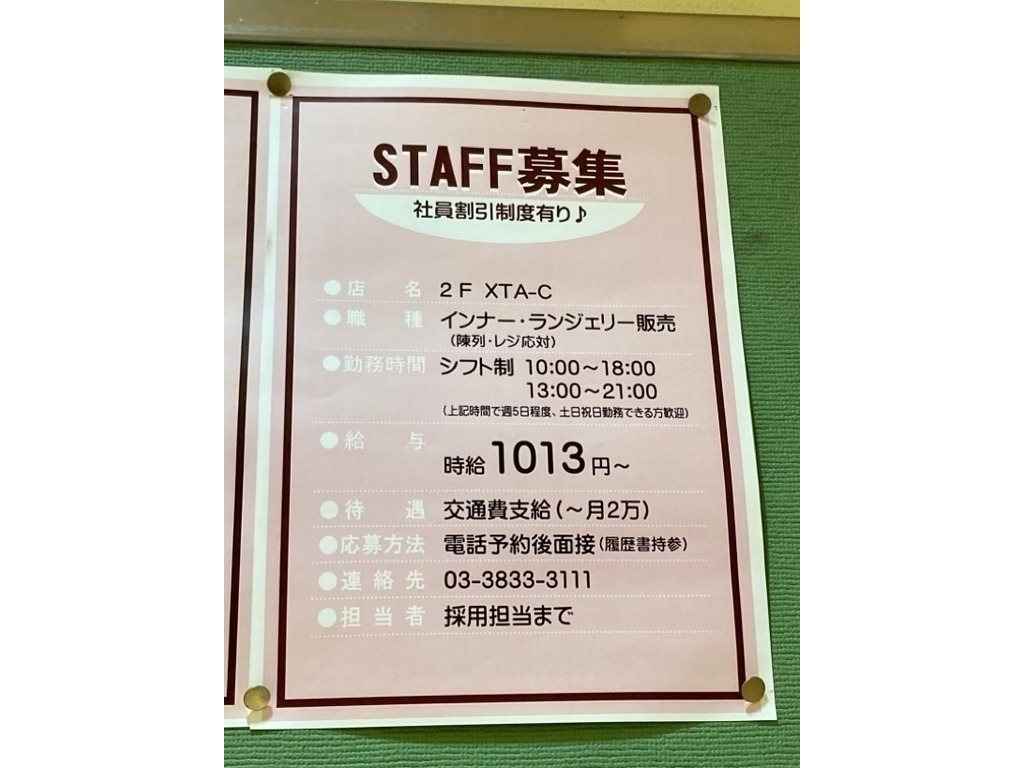 STAFF募集
社員割引制度有り♪
●店 名 2F XTA-C
●職 種 インナー・ランジェリー販売
(陳列・レジ応対)
●勤務時間 シフト制 10:00～18:00
13:00～21:00
(上記時間で週5日程度、土日祝日勤務できる方歓迎)
●給 与 時給1013円～
●待 遇 交通費支給(～月2万)
●応募方法 電話予約後面接(履歴書持参)
●連絡先 03-3833-3111
●担当者 採用担当まで